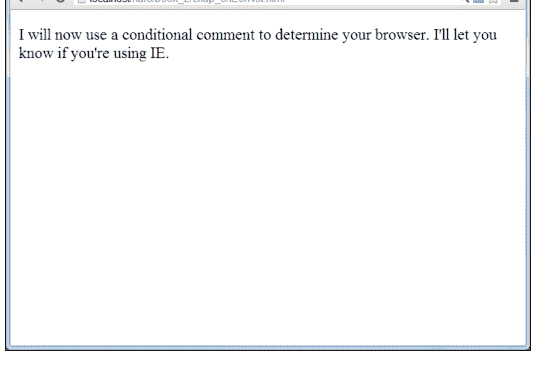 I will now use a conditional comment to determine your browser. I'll let you
know if you're using IE.